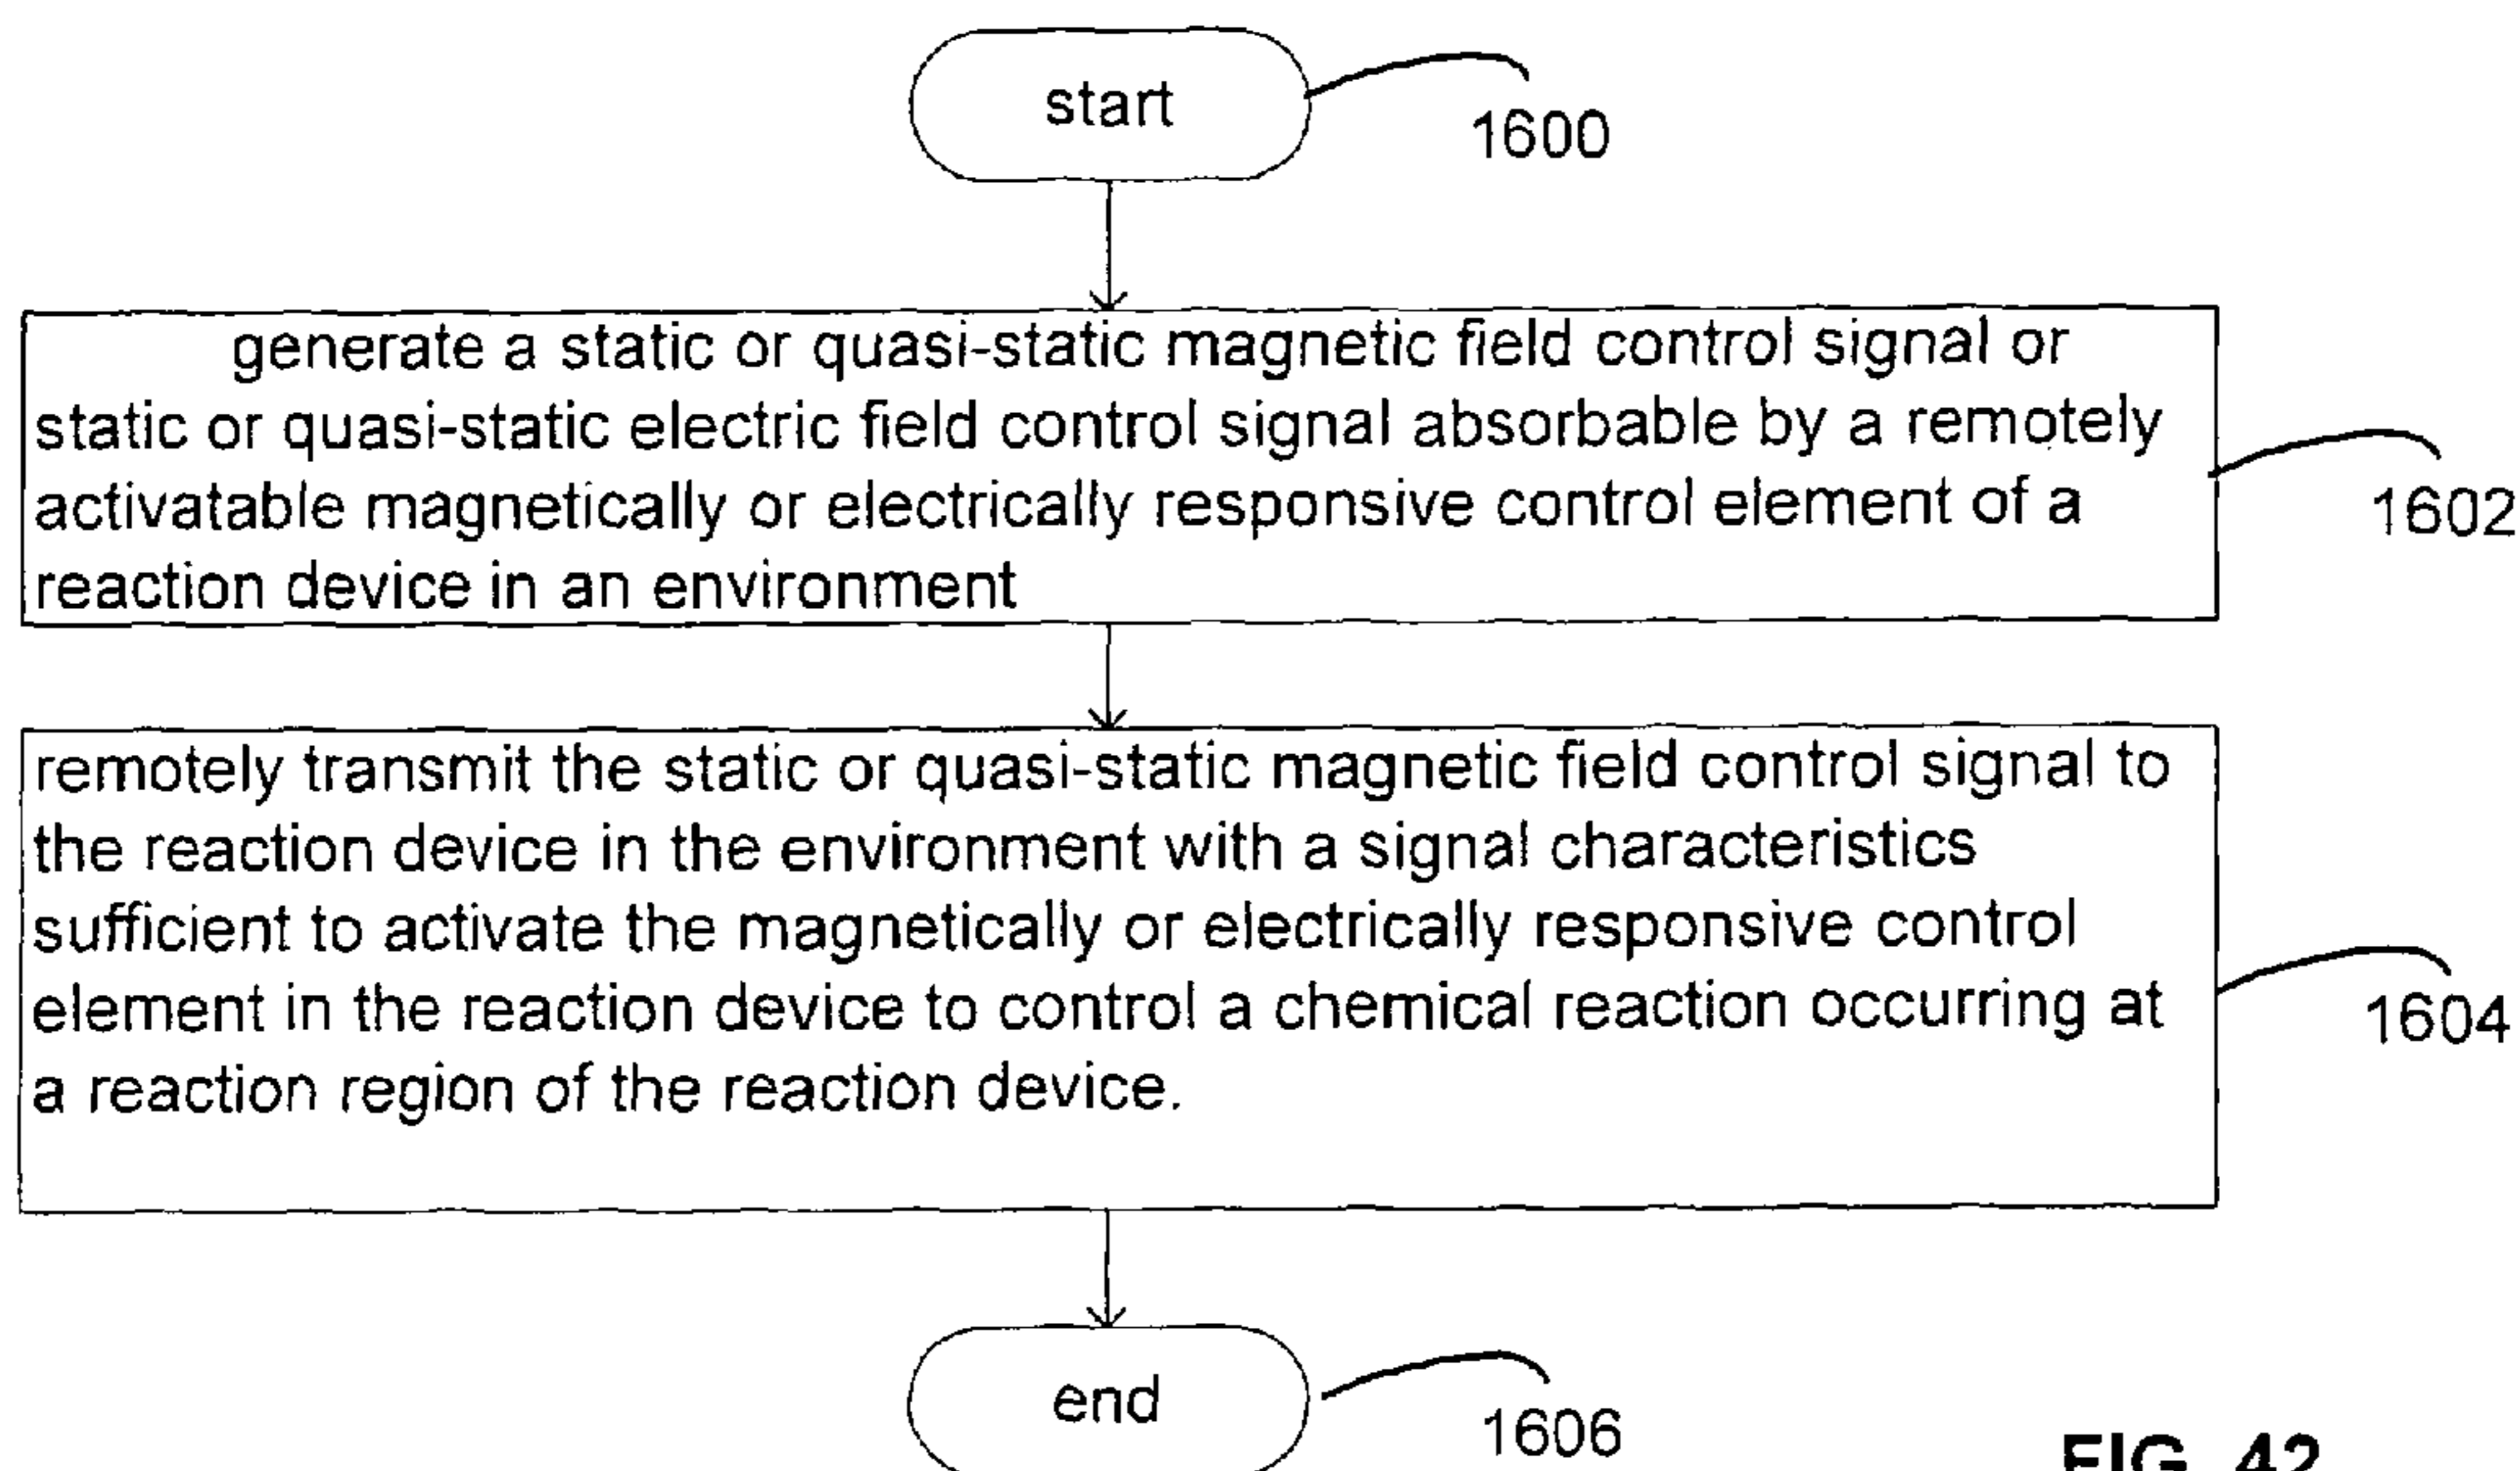 start
1600
generate a static or quasi-static magnetic field control signal or
static or quasi-static electric field control signal absorbable by a remotely
activatable magnetically or electrically responsive control element of a
reaction device in an environment
1602
remotely transmit the static or quasi-static magnetic field control signal to
the reaction device in the environment with a signal characteristics
sufficient to activate the magnetically or electrically responsive control
element in the reaction device to control a chemical reaction occurring at
a reaction region of the reaction device.
1604
end
1606
FIG. 42